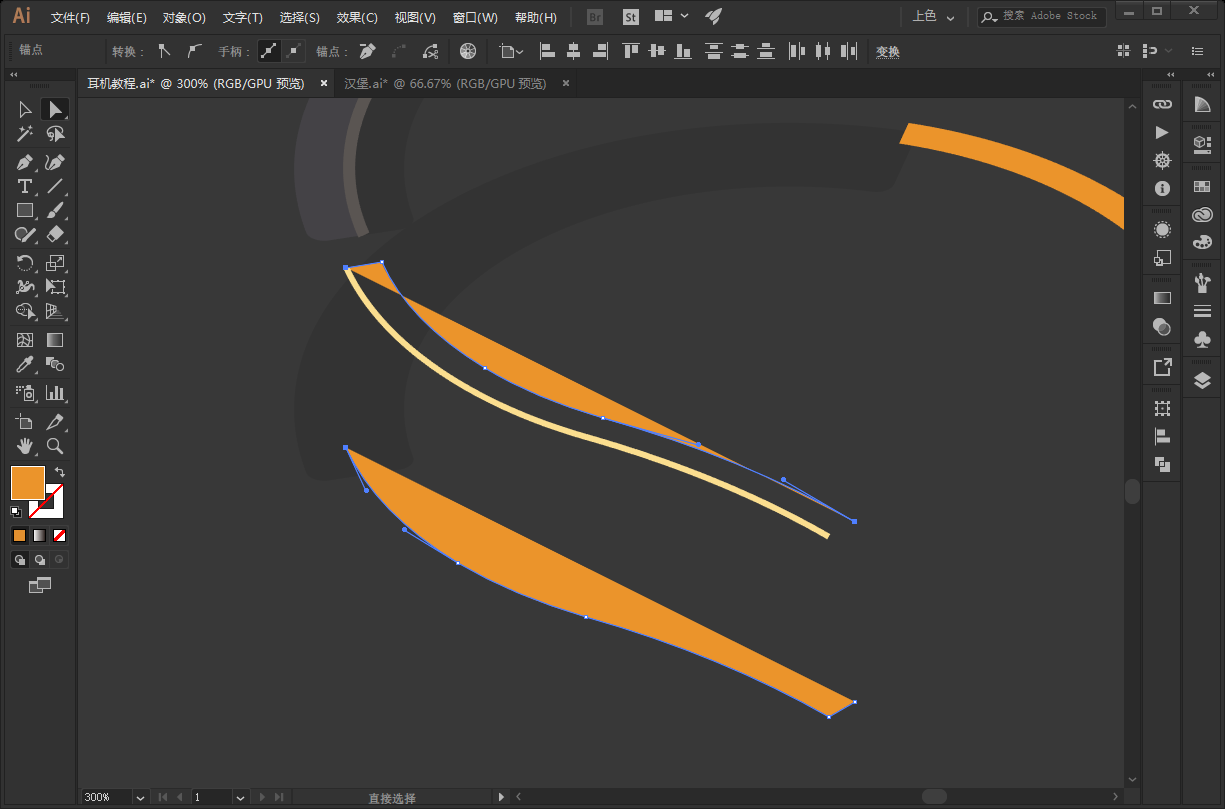 Ai 文件(F) 编辑(E) 对象(O) 文字(T) 选择(S) 效果(C) 视图(V) 窗口(W) 帮助(H) Br St 上色 搜索 Adobe Stock
锚点 转换： 手柄： 锚点： 变换
耳机教程.ai* @ 300% (RGB/GPU 预览) × 汉堡.ai* @ 66.67% (RGB/GPU 预览) ×
300% 1 直接选择